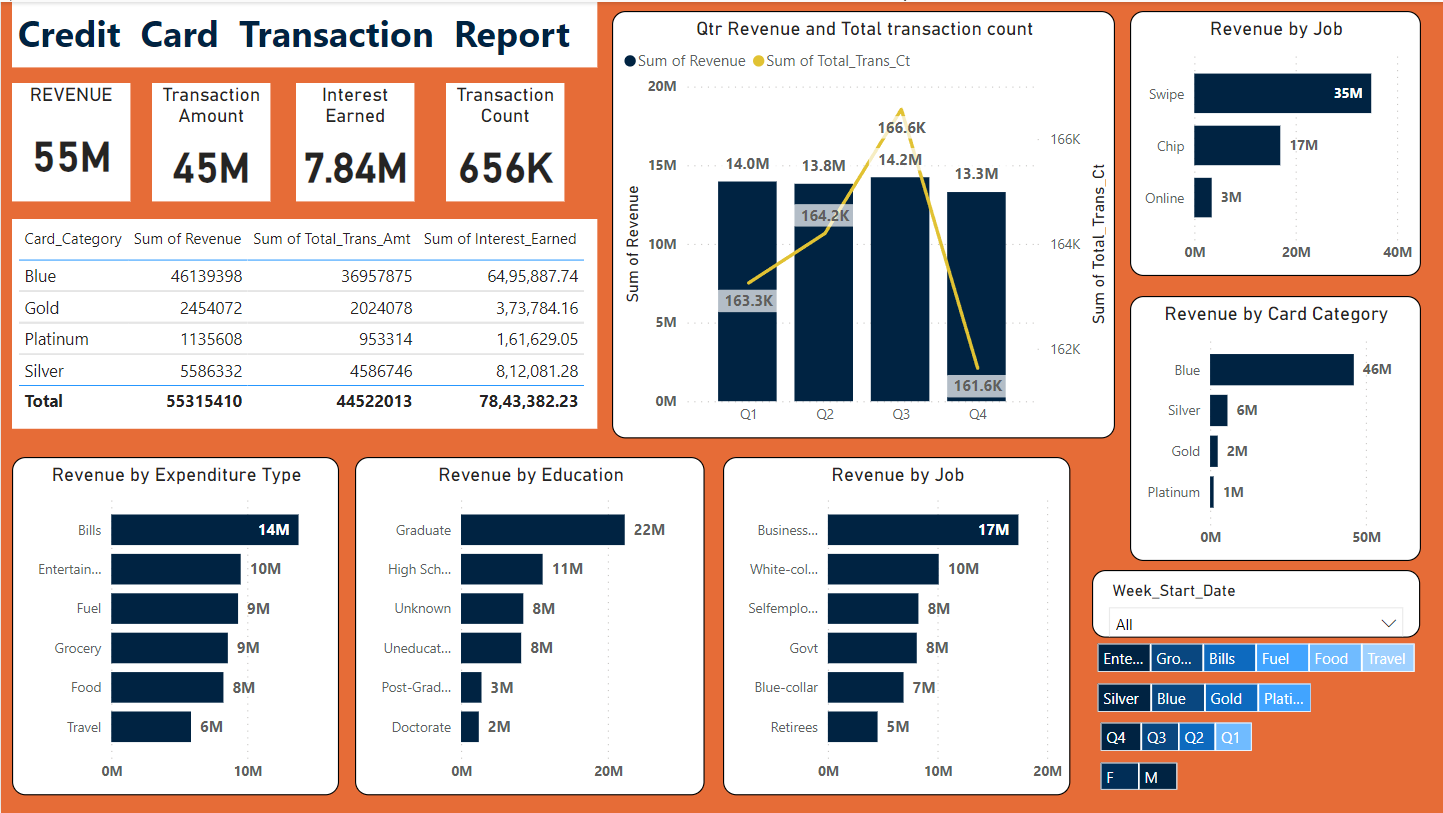 Credit Card Transaction Report
REVENUE
55M
Transaction
Amount
45M
Interest
Earned
7.84M
Transaction
Count
656K
Card_Category Sum of Revenue Sum of Total_Trans_Amt Sum of Interest_Earned
Blue 46139398 36957875 64,95,887.74
Gold 2454072 2024078 3,73,784.16
Platinum 1135608 953314 1,61,629.05
Silver 5586332 4586746 8,12,081.28
Total 55315410 44522013 78,43,382.23
Qtr Revenue and Total transaction count
Sum of Revenue Sum of Total_Trans_Ct
Sum of Revenue
20M
15M
10M
5M
0M
14.0M 13.8M 14.2M 13.3M
163.3K 164.2K 166.6K 161.6K
Q1 Q2 Q3 Q4
166K
164K
162K
Sum of Total_Trans_Ct
Revenue by Job
Swipe 35M
Chip 17M
Online 3M
0M 20M 40M
Revenue by Card Category
Blue 46M
Silver 6M
Gold 2M
Platinum 1M
0M 50M
Revenue by Expenditure Type
Bills 14M
Entertain... 10M
Fuel 9M
Grocery 9M
Food 8M
Travel 6M
0M 10M
Revenue by Education
Graduate 22M
High Sch... 11M
Unknown 8M
Uneducat... 8M
Post-Grad... 3M
Doctorate 2M
0M 20M
Revenue by Job
Business... 17M
White-col... 10M
Selfemplo... 8M
Govt 8M
Blue-collar 7M
Retirees 5M
0M 10M 20M
Week_Start_Date
All
Ente... Gro... Bills Fuel Food Travel
Silver Blue Gold Plati...
Q4 Q3 Q2 Q1
F M